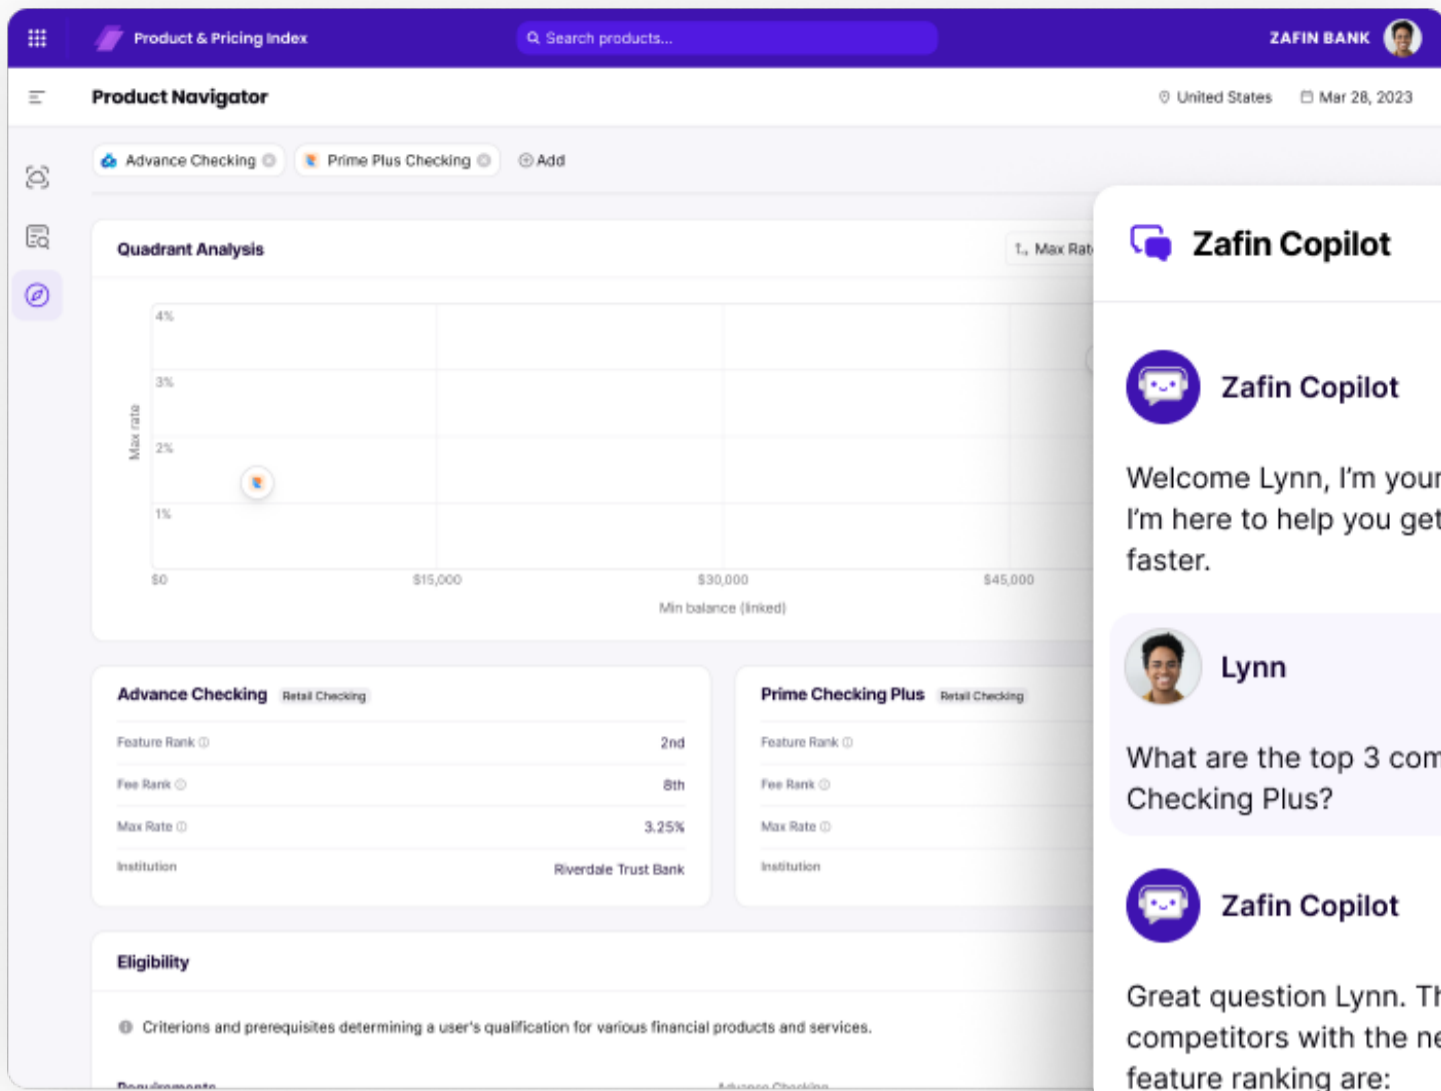 Product & Pricing Index
Search products...
ZAFIN BANK
Product Navigator
United States
Mar 28, 2023
Advance Checking
Prime Plus Checking
Add
Quadrant Analysis
Max Rat
4%
3%
2%
1%
Max rate
$0
$15,000
$30,000
$45,000
Min balance (linked)
Advance Checking
Retail Checking
Feature Rank
2nd
Fee Rank
8th
Max Rate
3.25%
Institution
Riverdale Trust Bank
Prime Checking Plus
Retail Checking
Feature Rank
Fee Rank
Max Rate
Institution
Eligibility
Criterions and prerequisites determining a user's qualification for various financial products and services.
Requirements
Advance Checking
Zafin Copilot
Zafin Copilot
Welcome Lynn, I'm your
I'm here to help you get
faster.
Lynn
What are the top 3 com
Checking Plus?
Zafin Copilot
Great question Lynn. Th
competitors with the ne
feature ranking are: